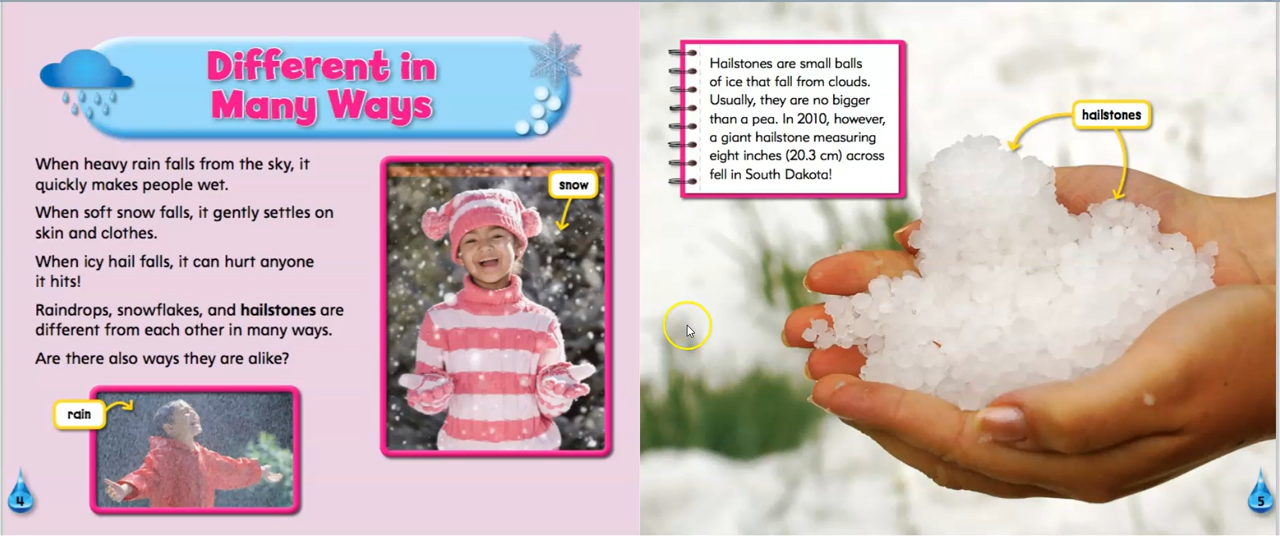 Different in
Many Ways
When heavy rain falls from the sky, it
quickly makes people wet.
When soft snow falls, it gently settles on
skin and clothes.
When icy hail falls, it can hurt anyone
it hits!
Raindrops, snowflakes, and hailstones are
different from each other in many ways.
Are there also ways they are alike?
snow
rain
4
Hailstones are small balls
of ice that fall from clouds.
Usually, they are no bigger
than a pea. In 2010, however,
a giant hailstone measuring
eight inches (20.3 cm) across
fell in South Dakota!
hailstones
5